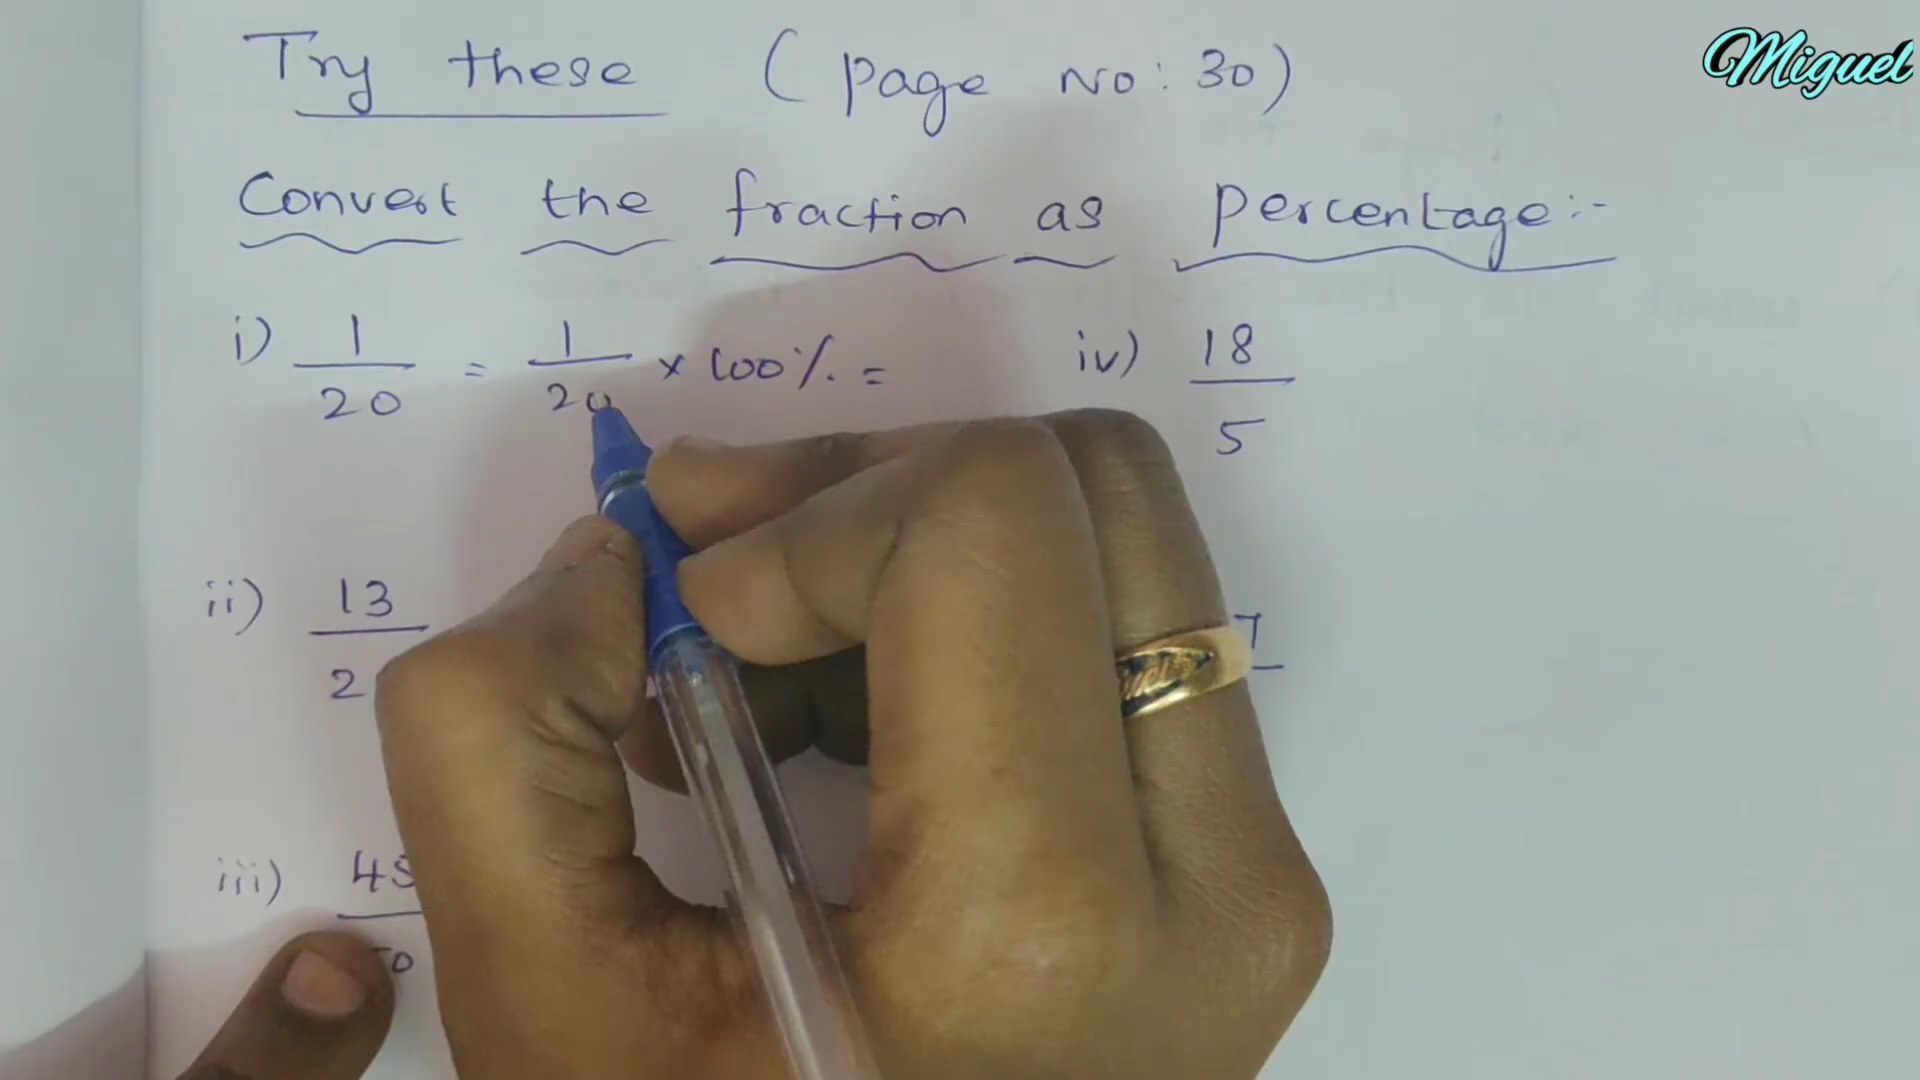 Try these (page No: 30)
Miguel
Convert the fraction as percentage:-
i) 1/20 = 1/20 × 100% =
iv) 18/5
ii) 13/2
7
iii) 45